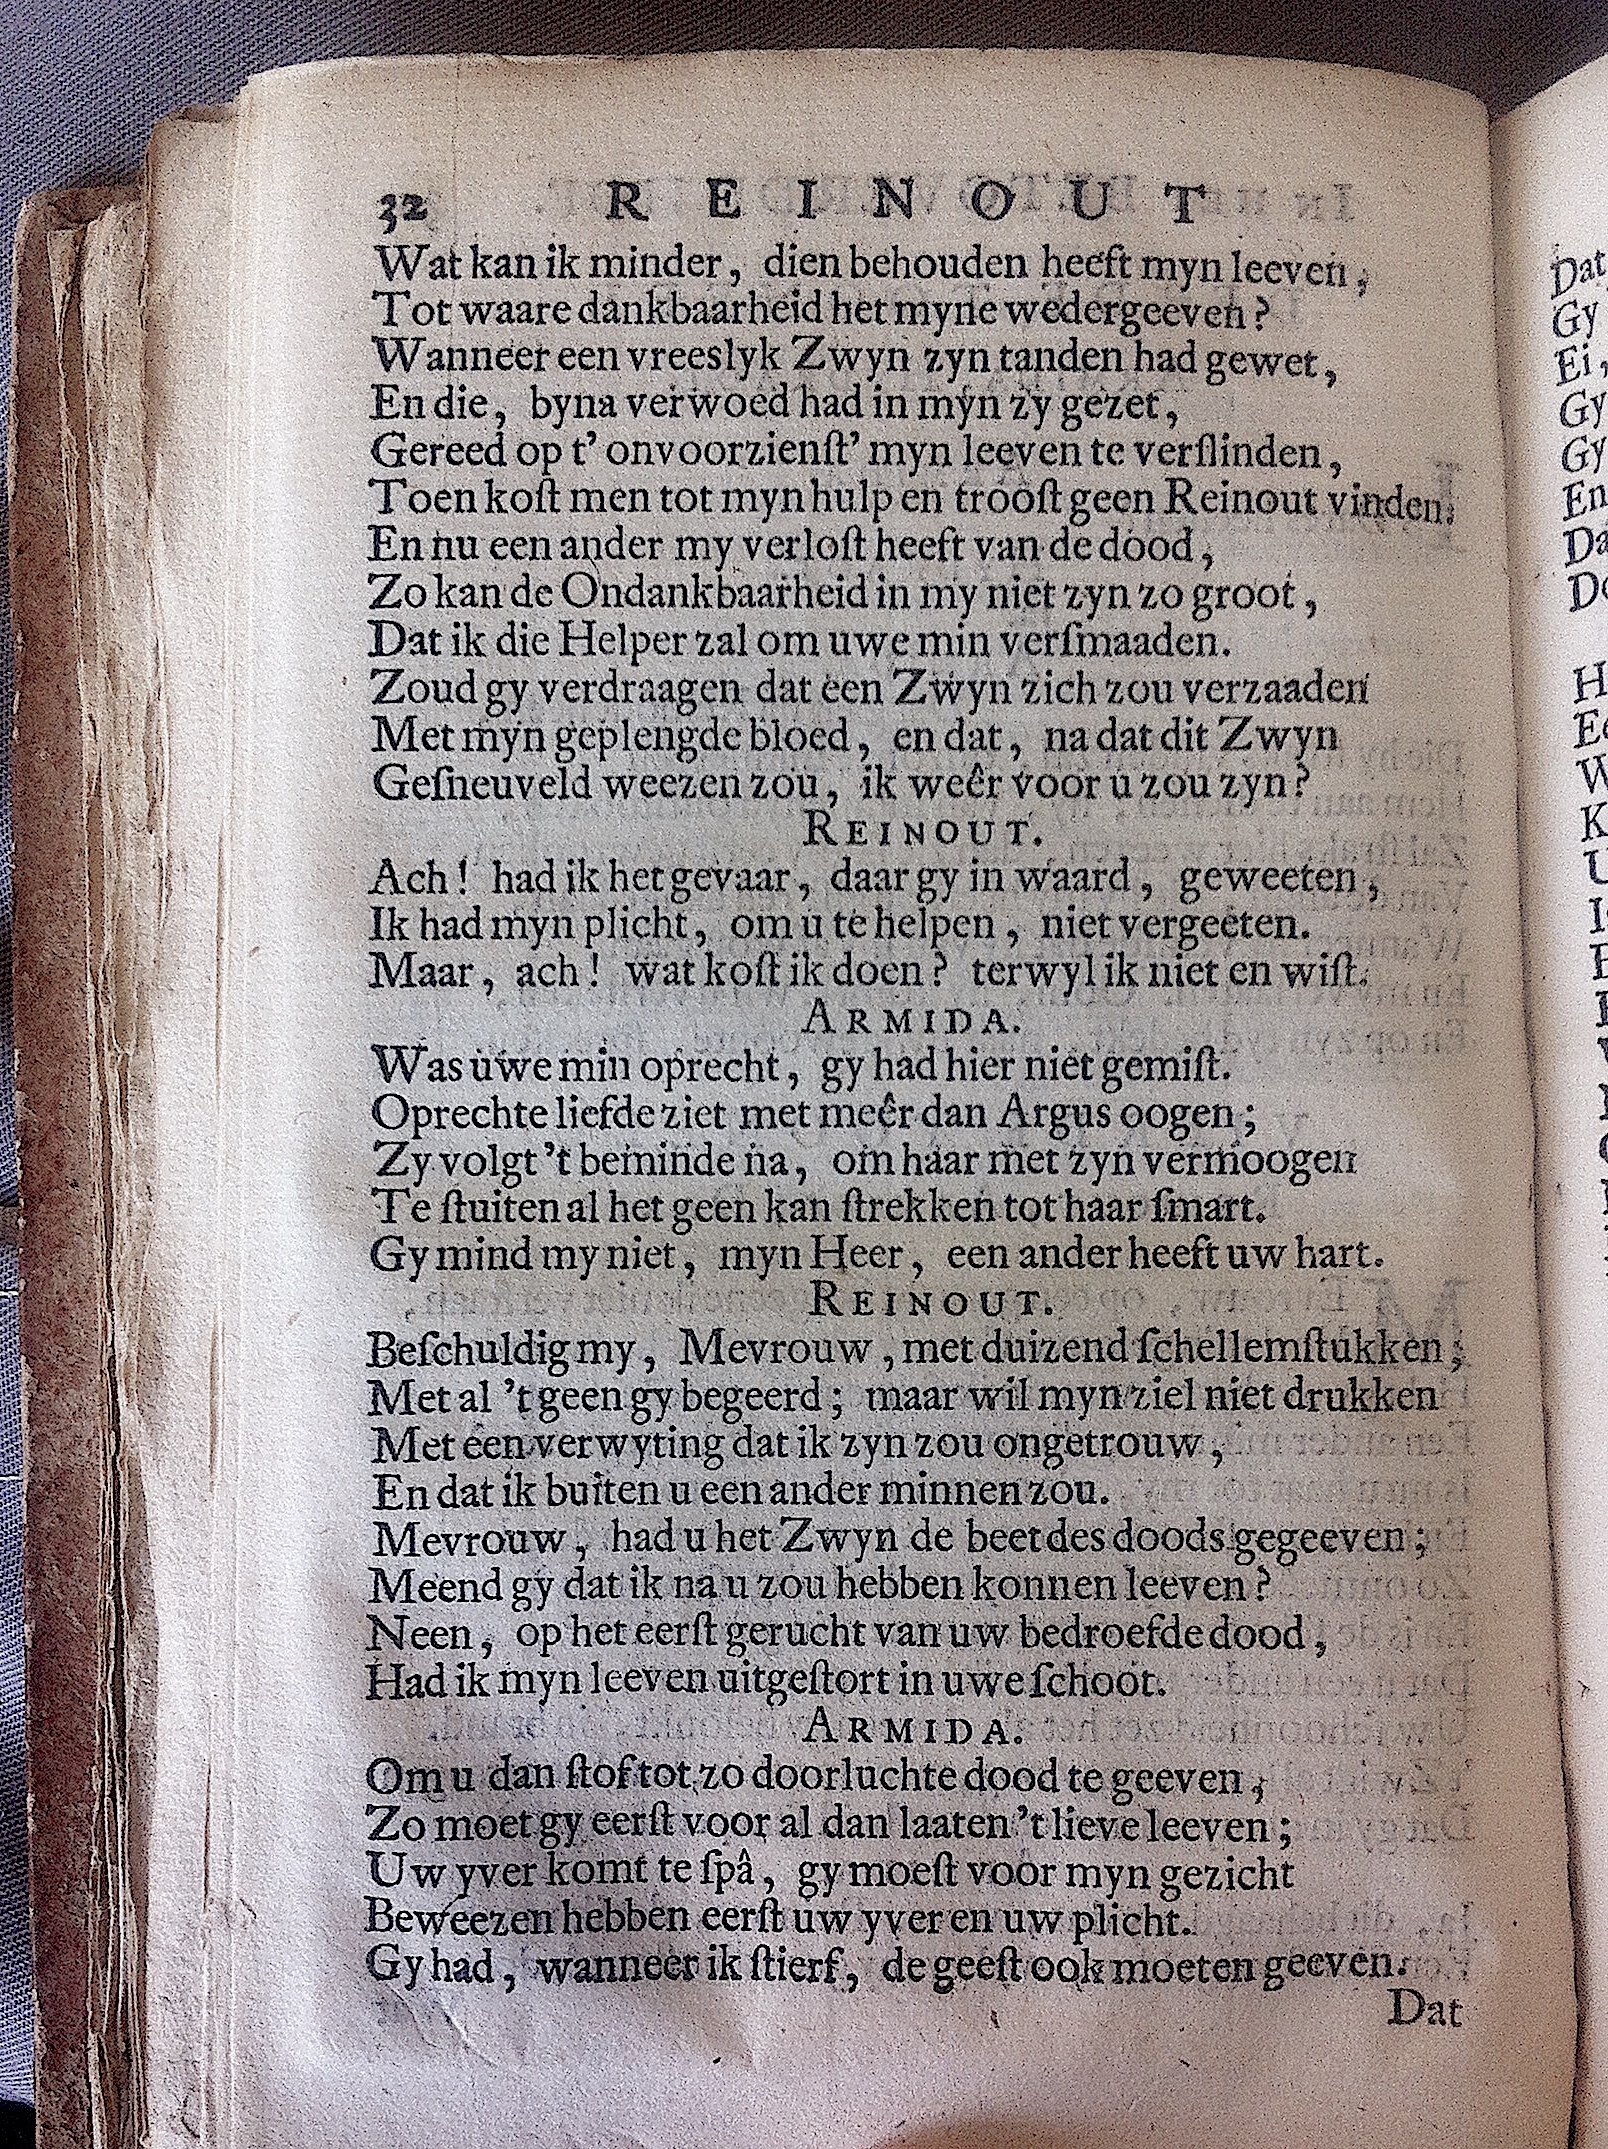 32 REINOUT
Wat kan ik minder, dien behouden heeft myn leeven,
Tot waare dankbaarheid het myne wedergeeven?
Wanneer een vreeslyk Zwyn zyn tanden had gewet,
En die, byna verwoed had in myn zy gezet,
Gereed op t' onvoorzienſt' myn leeven te verſlinden,
Toen koſt men tot myn hulp en trooſt geen Reinout vinden.
En nu een ander my verloſt heeft van de dood,
Zo kan de Ondankbaarheid in my niet zyn zo groot,
Dat ik die Helper zal om uwe min verſmaaden.
Zoud gy verdraagen dat een Zwyn zich zou verzaaden
Met myn geplengde bloed, en dat, na dat dit Zwyn
Geſneuveld weezen zou, ik weêr voor u zou zyn?
REINOUT.
Ach! had ik het gevaar, daar gy in waard, geweeten,
Ik had myn plicht, om u te helpen, niet vergeeten.
Maar, ach! wat koſt ik doen? terwyl ik niet en wiſt.
ARMIDA.
Was uwe min oprecht, gy had hier niet gemiſt.
Oprechte liefde ziet met meêr dan Argus oogen;
Zy volgt 't beminde na, om haar met zyn vermoogen
Te ſtuiten al het geen kan ſtrekken tot haar ſmart.
Gy mind my niet, myn Heer, een ander heeft uw hart.
REINOUT.
Beſchuldig my, Mevrouw, met duizend ſchellemſtukken;
Met al 't geen gy begeerd; maar wil myn ziel niet drukken
Met een verwyting dat ik zyn zou ongetrouw,
En dat ik buiten u een ander minnen zou.
Mevrouw, had u het Zwyn de beet des doods gegeeven;
Meend gy dat ik na u zou hebben konnen leeven?
Neen, op het eerſt gerucht van uw bedroefde dood,
Had ik myn leeven uitgeſtort in uwe ſchoot.
ARMIDA.
Om u dan ſtof tot zo doorluchte dood te geeven,
Zo moet gy eerſt voor al dan laaten 't lieve leeven;
Uw yver komt te ſpâ, gy moeſt voor myn gezicht
Beweezen hebben eerſt uw yver en uw plicht.
Gy had, wanneer ik ſtierf, de geeſt ook moeten geeven.
Dat
Dat
Gy
Ei,
Gy
Gy
En